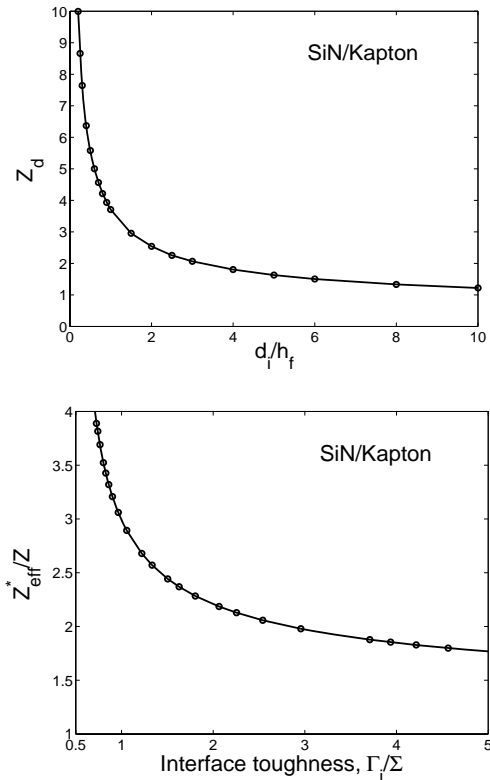 10
9
8
7
6
5
4
3
2
1
0
SiN/Kapton
Z_d
0 2 4 6 8 10
d_i/h_f
4
3.5
3
2.5
2
1.5
1
SiN/Kapton
Z*_eff/Z
0.5 1 2 3 4 5
Interface toughness, Γ_i/Σ